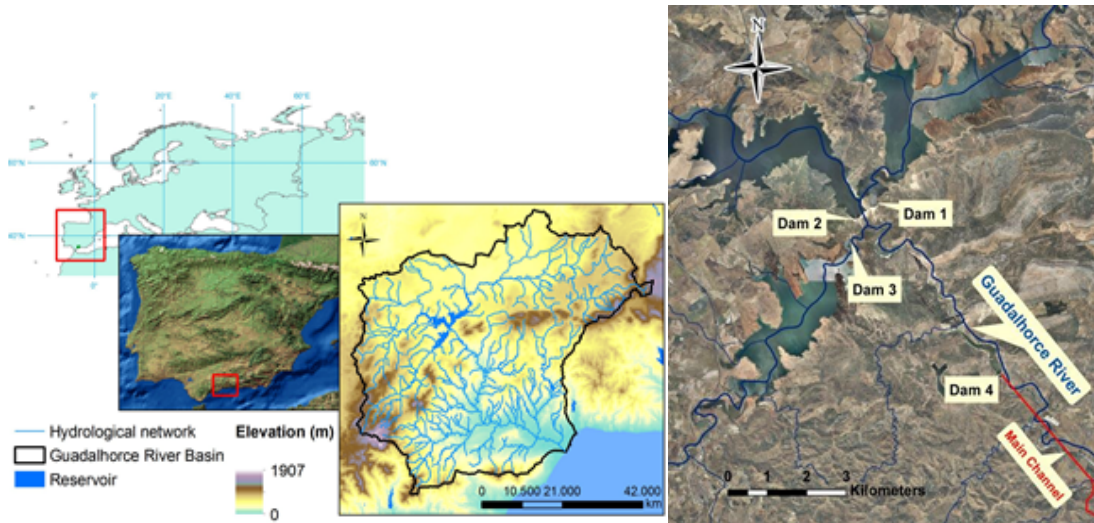 0° 20°E 40°E 60°E
60°N 60°N
40°N 40°N
0° 60°E
N
Hydrological network
Guadalhorce River Basin
Reservoir
Elevation (m)
1907
0
N
0 10,500 21.000 42.000
km
N
Dam 1
Dam 2
Dam 3
Guadalhorce River
Dam 4
Main Channel
0 1 2 3
Kilometers